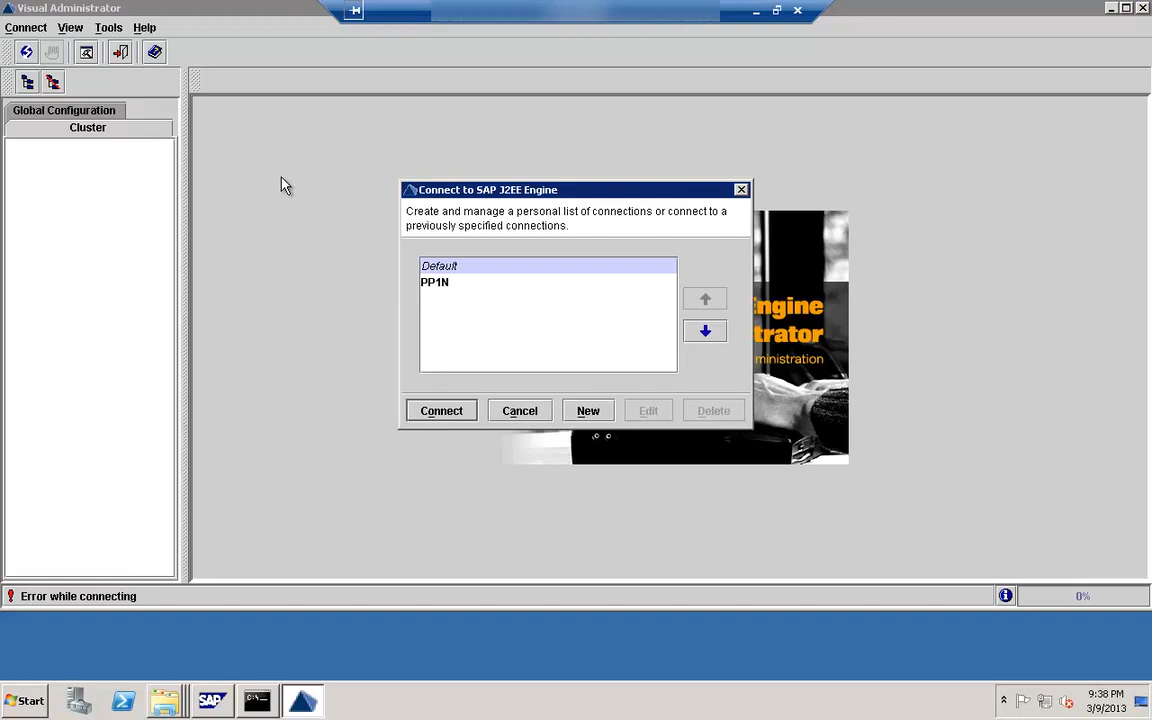 Visual Administrator
Connect View Tools Help
Global Configuration
Cluster
Connect to SAP J2EE Engine
Create and manage a personal list of connections or connect to a
previously specified connections.
Default
PP1N
Connect Cancel New Edit Delete
ngine
trator
ministration
Error while connecting
0%
Start
SAP
C:\.
9:38 PM
3/9/2013